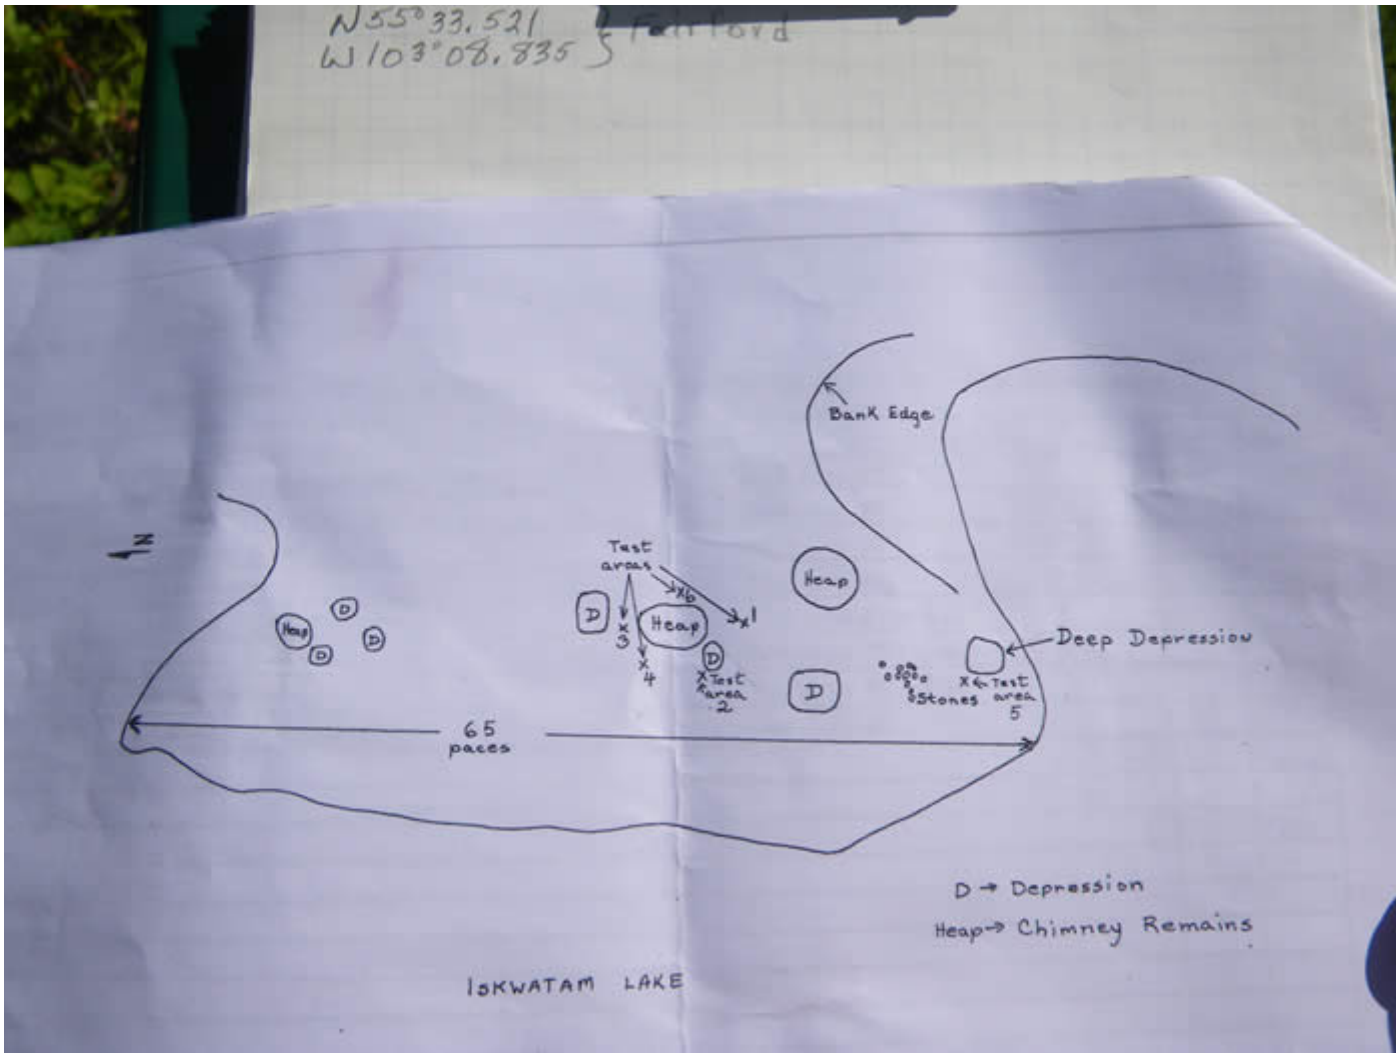 N55°33.521 } Fairford
W103°08.835
Bank Edge
N
Test
areas
x6
x1
Heap
D
Heap
D
D
D
D
x
3
Heap
x
4
D
x Test
area
2
D
Stones
Deep Depression
x ← Test
area
5
65
paces
D → Depression
Heap → Chimney Remains
ISKWATAM LAKE